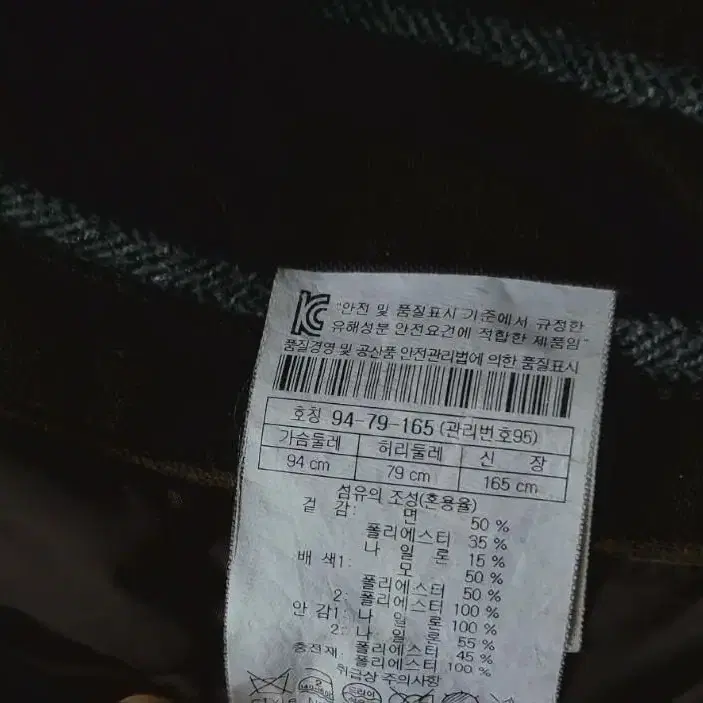 KC "안전 및 품질표시 기준에서 규정한
유해성분 안전요건에 적합한 제품임"
품질경영 및 공산품 안전관리법에 의한 품질표시
호칭 94-79-165 (관리번호95)
가슴둘레 허리둘레 신 장
94 cm 79 cm 165 cm
섬유의 조성(혼용율)
겉 감: 면 50 %
폴리에스터 35 %
나 일 론 15 %
배 색1: 모 50 %
폴리에스터 50 %
2: 폴리에스터 100 %
안 감1: 나 일 론 100 %
2: 나 일 론 55 %
폴리에스터 45 %
충전재: 폴리에스터 100 %
취급상 주의사항